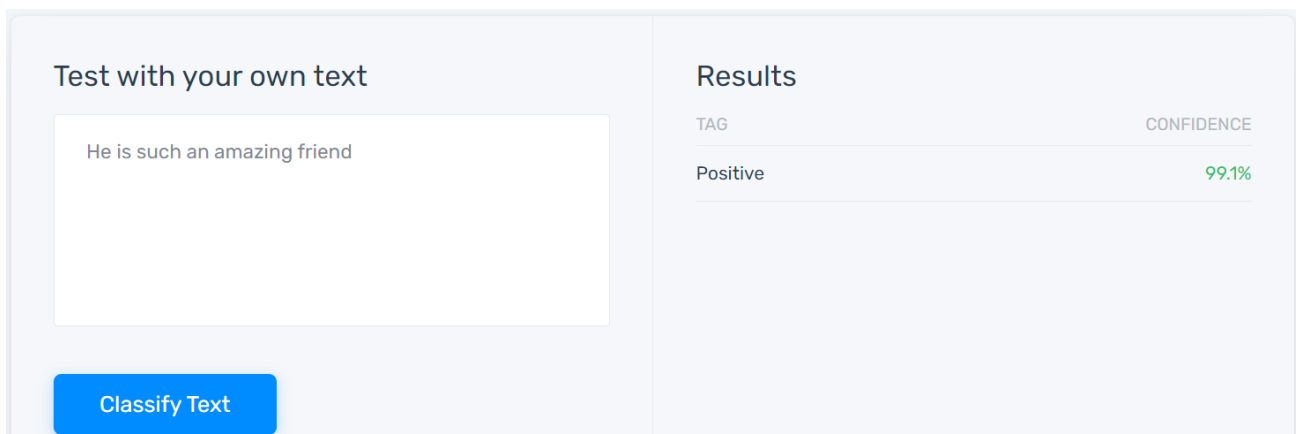 Test with your own text
He is such an amazing friend
Classify Text
Results
TAG CONFIDENCE
Positive 99.1%